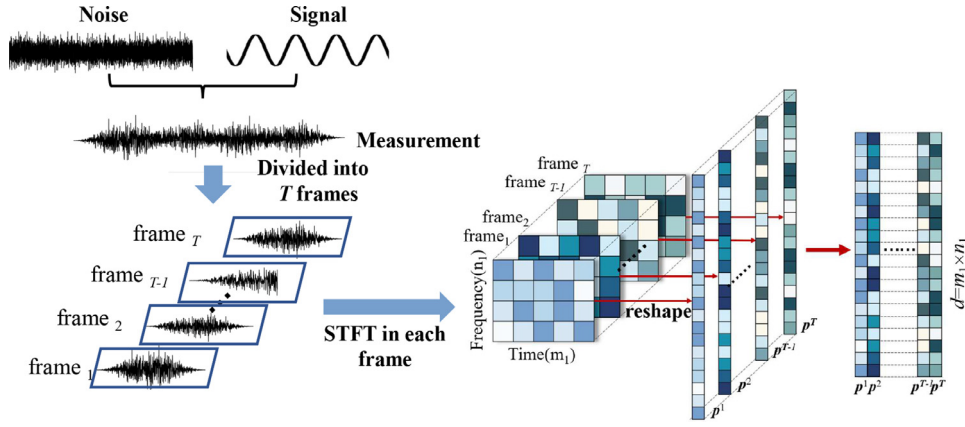 Noise
Signal
Measurement
Divided into
T frames
frame T
frame T-1
frame 2
frame 1
STFT in each
frame
frame T
frame T-1
frame2
frame1
Frequency(n1)
Time(m1)
reshape
p1
p2
pT-1
pT
p1p2
pT-1pT
d=m1×n1